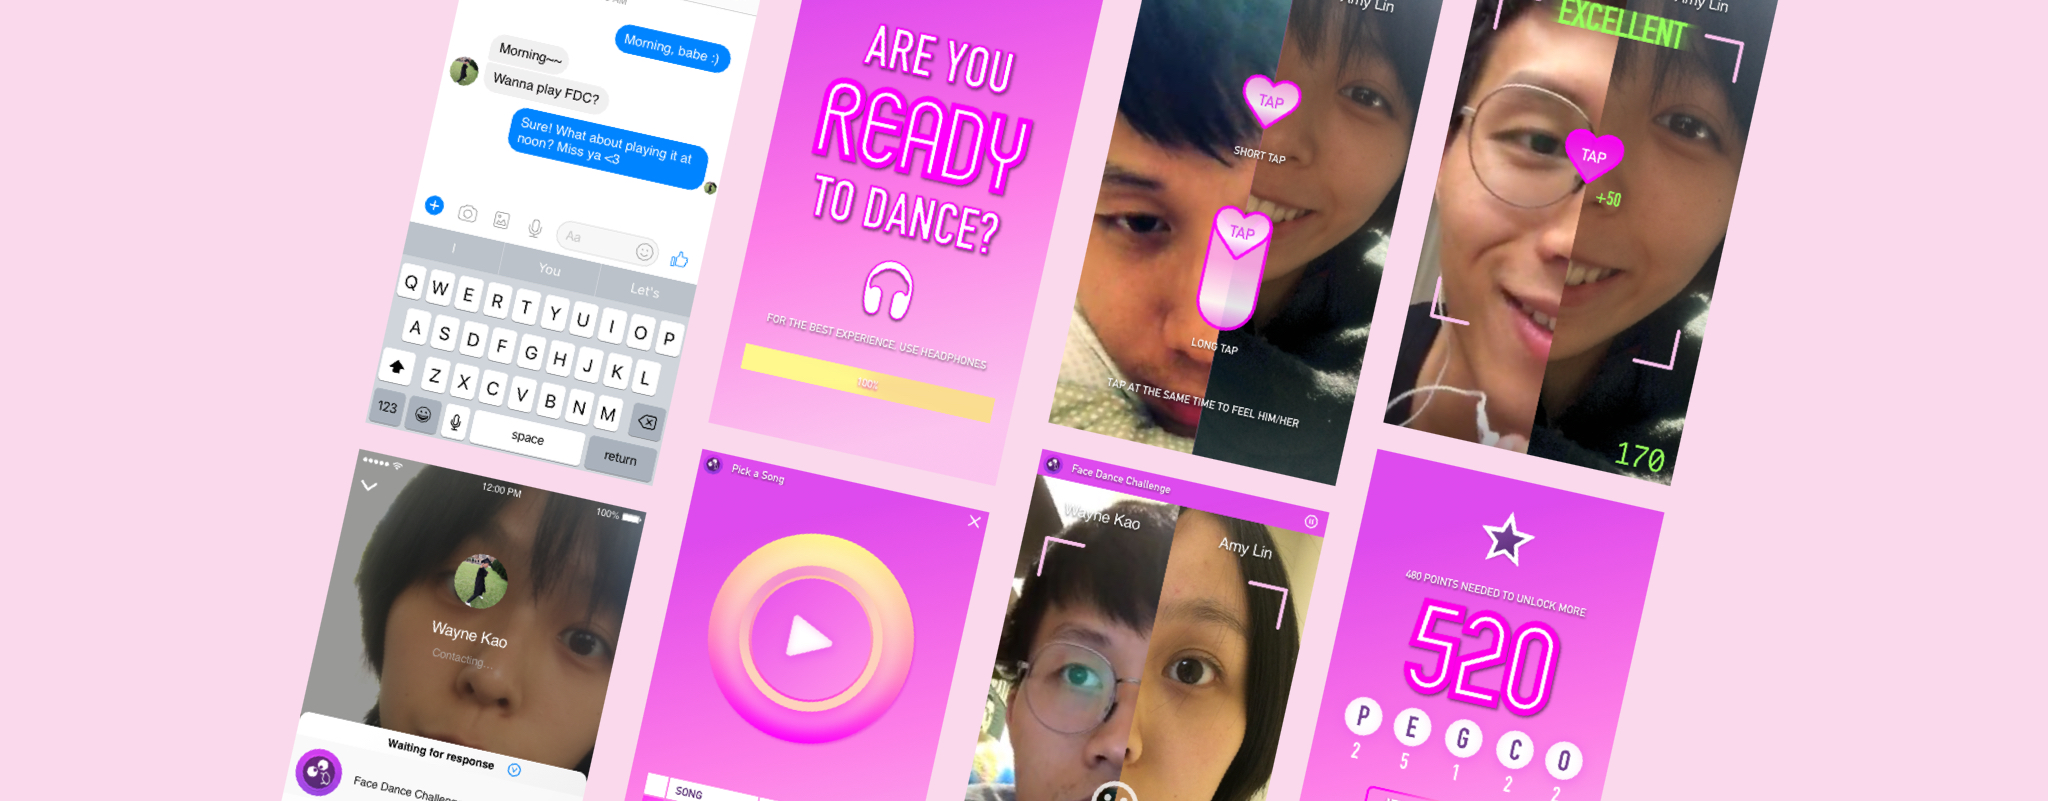 AM
Morning, babe :)
Morning~~
Wanna play FDC?
Sure! What about playing it at
noon? Miss ya <3
Aa
I
You
Let's
Q W E R T Y U I O P
A S D F G H J K L
Z X C V B N M
123
space
return
ARE YOU
READY
TO DANCE?
FOR THE BEST EXPERIENCE, USE HEADPHONES
100%
Amy Lin
TAP
SHORT TAP
TAP
LONG TAP
TAP AT THE SAME TIME TO FEEL HIM/HER
Amy Lin
EXCELLENT
TAP
+50
170
12:00 PM
100%
Wayne Kao
Contacting...
Waiting for response
Face Dance Challen
Pick a Song
SONG
Face Dance Challenge
Wayne Kao
Amy Lin
480 POINTS NEEDED TO UNLOCK MORE
520
P E G C O
2 5 1 2 2